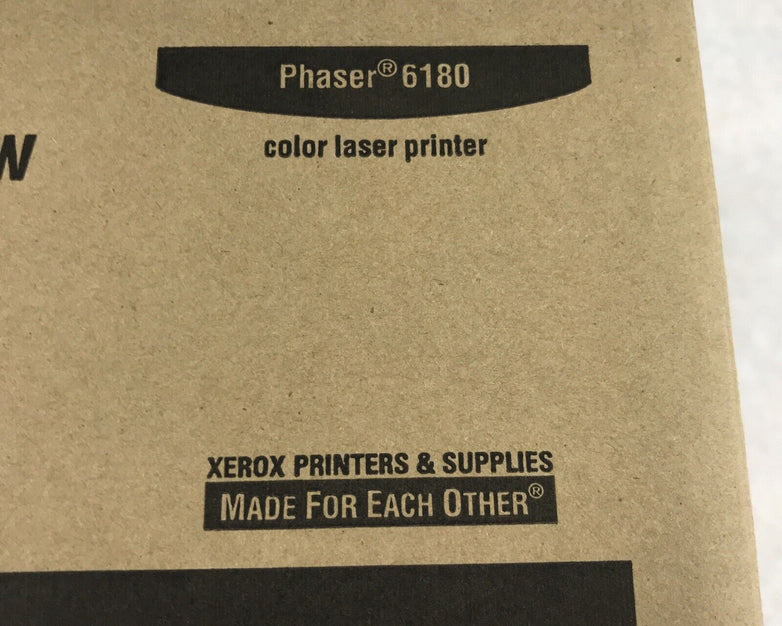 Phaser® 6180
color laser printer
W
XEROX PRINTERS & SUPPLIES
MADE FOR EACH OTHER®